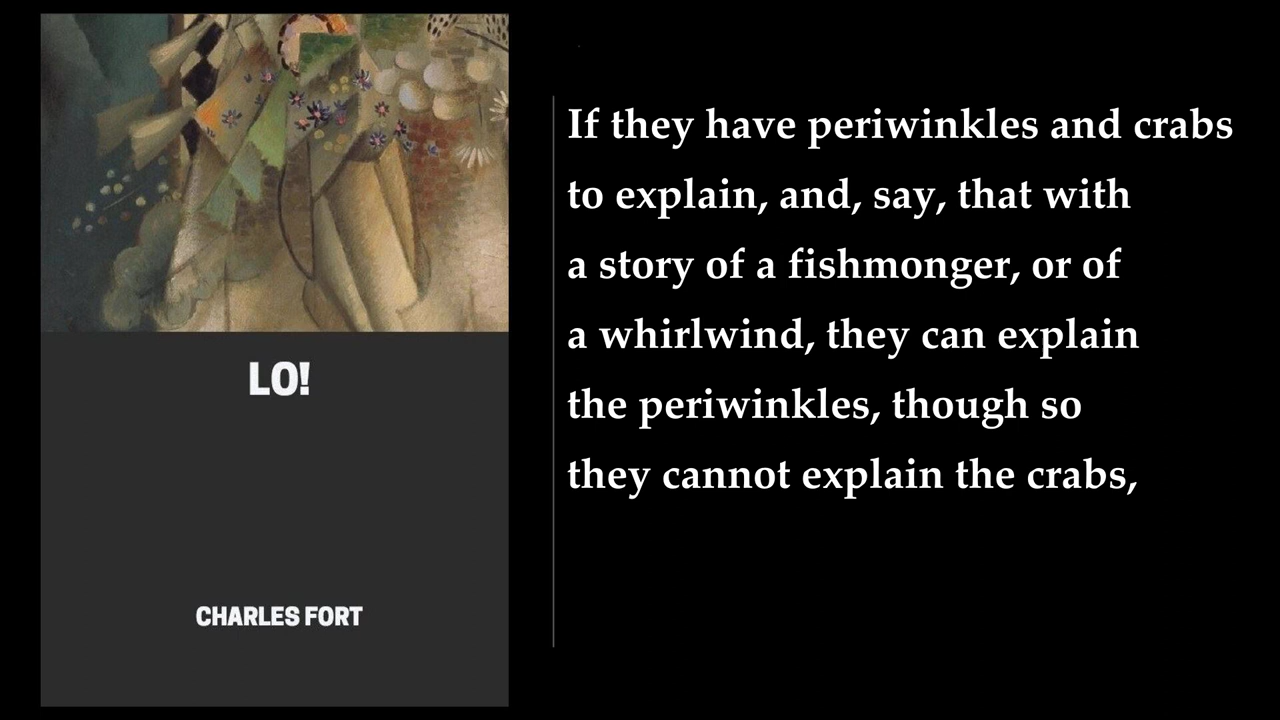 LO!
CHARLES FORT
If they have periwinkles and crabs
to explain, and, say, that with
a story of a fishmonger, or of
a whirlwind, they can explain
the periwinkles, though so
they cannot explain the crabs,